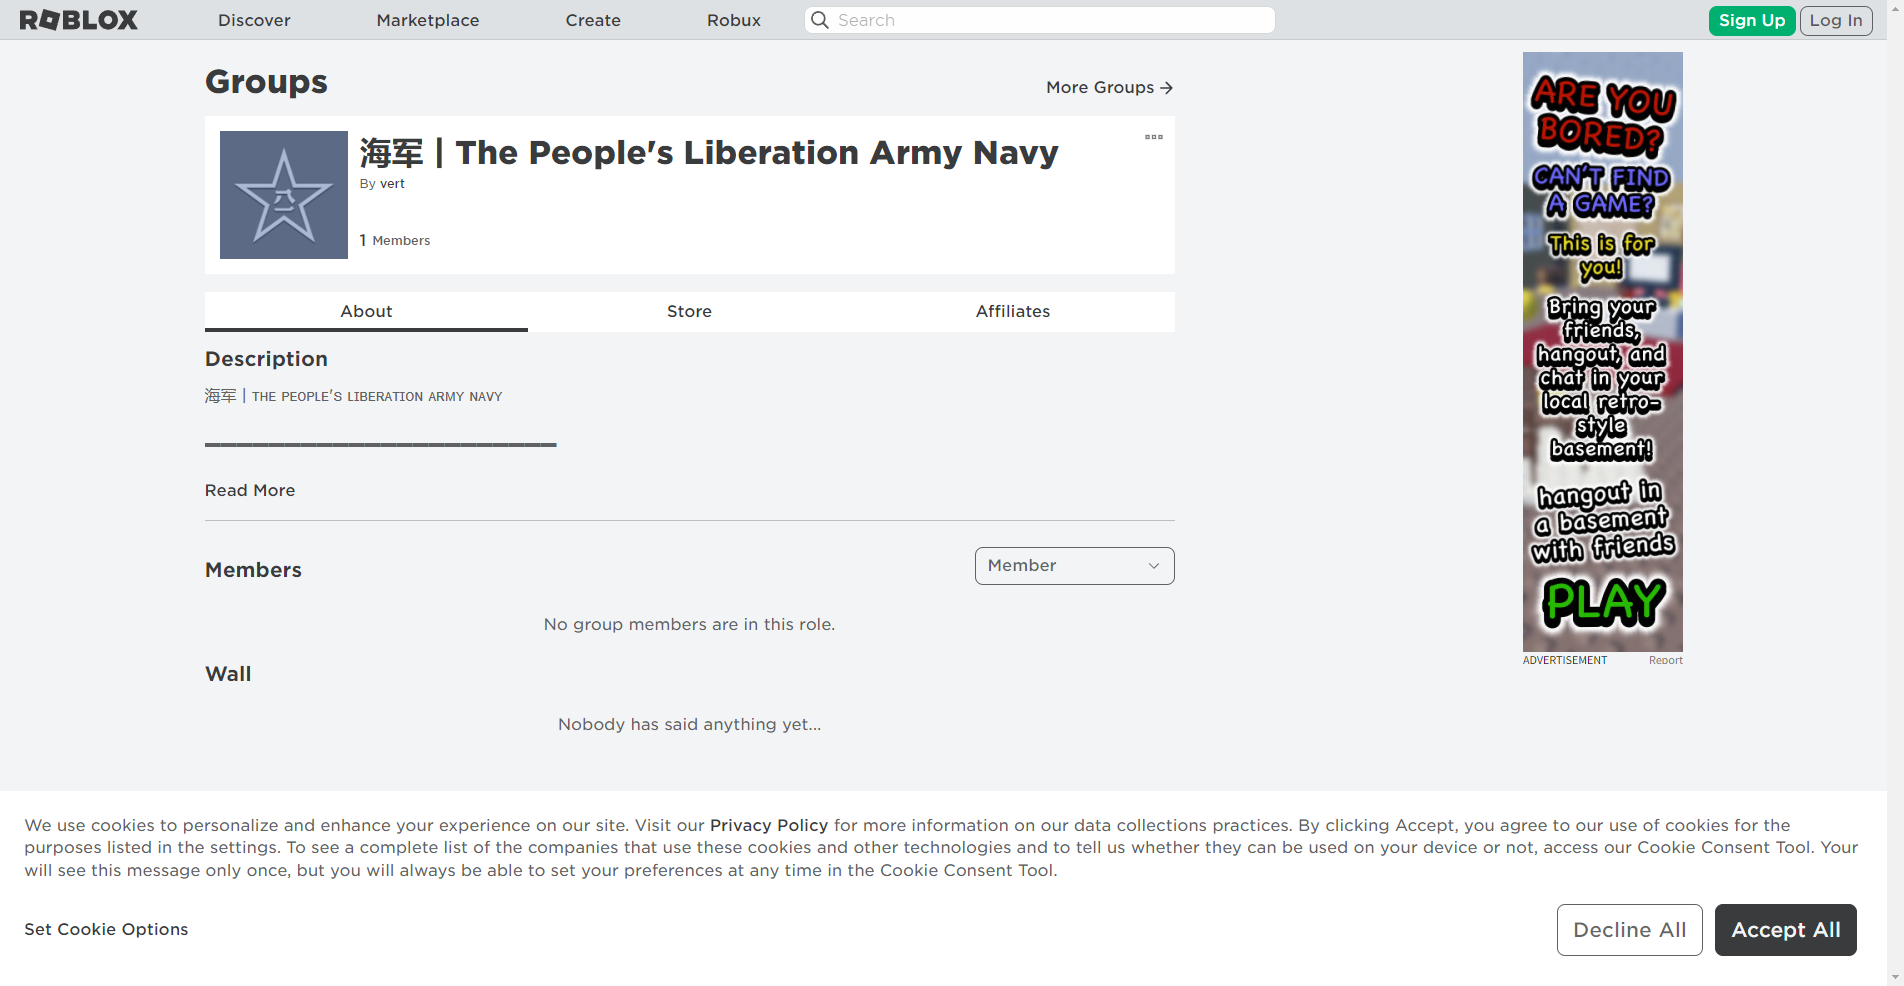 ROBLOX
Discover
Marketplace
Create
Robux
Search
Sign Up
Log In
Groups
More Groups →
八一
海军 | The People's Liberation Army Navy
By vert
1 Members
About
Store
Affiliates
Description
海军 | ᴛʜᴇ ᴘᴇᴏᴘʟᴇ'ꜱ ʟɪʙᴇʀᴀᴛɪᴏɴ ᴀʀᴍʏ ɴᴀᴠʏ
Read More
Members
Member
No group members are in this role.
Wall
Nobody has said anything yet...
ARE YOU
BORED?
CAN'T FIND
A GAME?
This is for
you!
Bring your
friends,
hangout, and
chat in your
local retro-
style
basement!
hangout in
a basement
with friends
PLAY
ADVERTISEMENT
Report
We use cookies to personalize and enhance your experience on our site. Visit our Privacy Policy for more information on our data collections practices. By clicking Accept, you agree to our use of cookies for the
purposes listed in the settings. To see a complete list of the companies that use these cookies and other technologies and to tell us whether they can be used on your device or not, access our Cookie Consent Tool. Your
will see this message only once, but you will always be able to set your preferences at any time in the Cookie Consent Tool.
Set Cookie Options
Decline All
Accept All